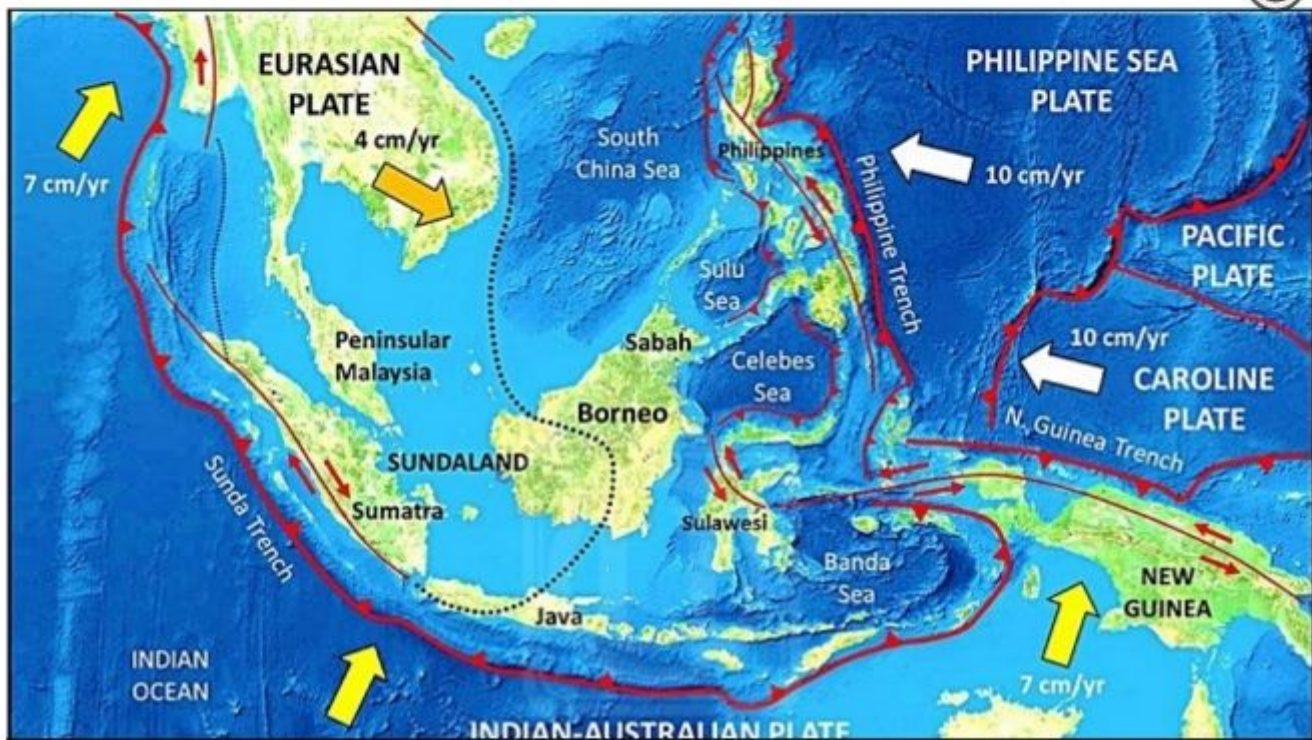 EURASIAN
PLATE
4 cm/yr
PHILIPPINE SEA
PLATE
7 cm/yr
South
China Sea
Philippines
10 cm/yr
Philippine Trench
PACIFIC
PLATE
Sulu
Sea
Peninsular
Malaysia
Sabah
Celebes
Sea
10 cm/yr
CAROLINE
PLATE
Borneo
N. Guinea Trench
SUNDALAND
Sunda Trench
Sumatra
Sulawesi
Banda
Sea
NEW
GUINEA
Java
INDIAN
OCEAN
7 cm/yr
INDIAN-AUSTRALIAN PLATE